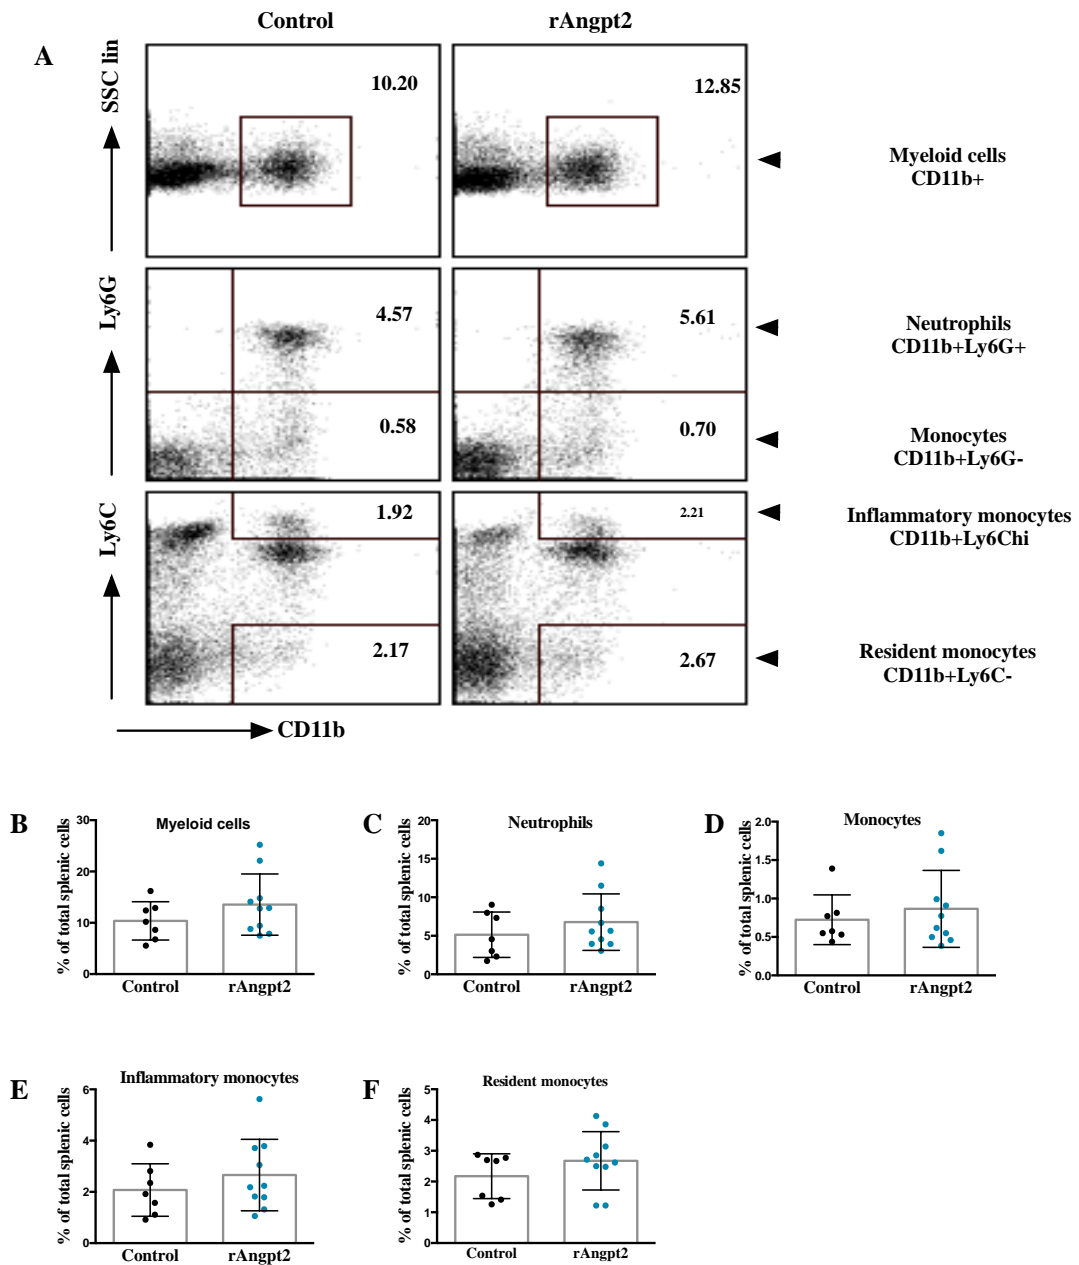 Control
rAngpt2
A
SSC lin
10.20
12.85
Myeloid cells
CD11b+
Ly6G
4.57
5.61
Neutrophils
CD11b+Ly6G+
0.58
0.70
Monocytes
CD11b+Ly6G-
Ly6C
1.92
2.21
Inflammatory monocytes
CD11b+Ly6Chi
2.17
2.67
Resident monocytes
CD11b+Ly6C-
CD11b
B
Myeloid cells
% of total splenic cells
30
20
10
0
Control
rAngpt2
C
Neutrophils
% of total splenic cells
20
15
10
5
0
Control
rAngpt2
D
Monocytes
% of total splenic cells
2.0
1.5
1.0
0.5
0.0
Control
rAngpt2
E
Inflammatory monocytes
% of total splenic cells
6
4
2
0
Control
rAngpt2
F
Resident monocytes
% of total splenic cells
5
4
3
2
1
0
Control
rAngpt2